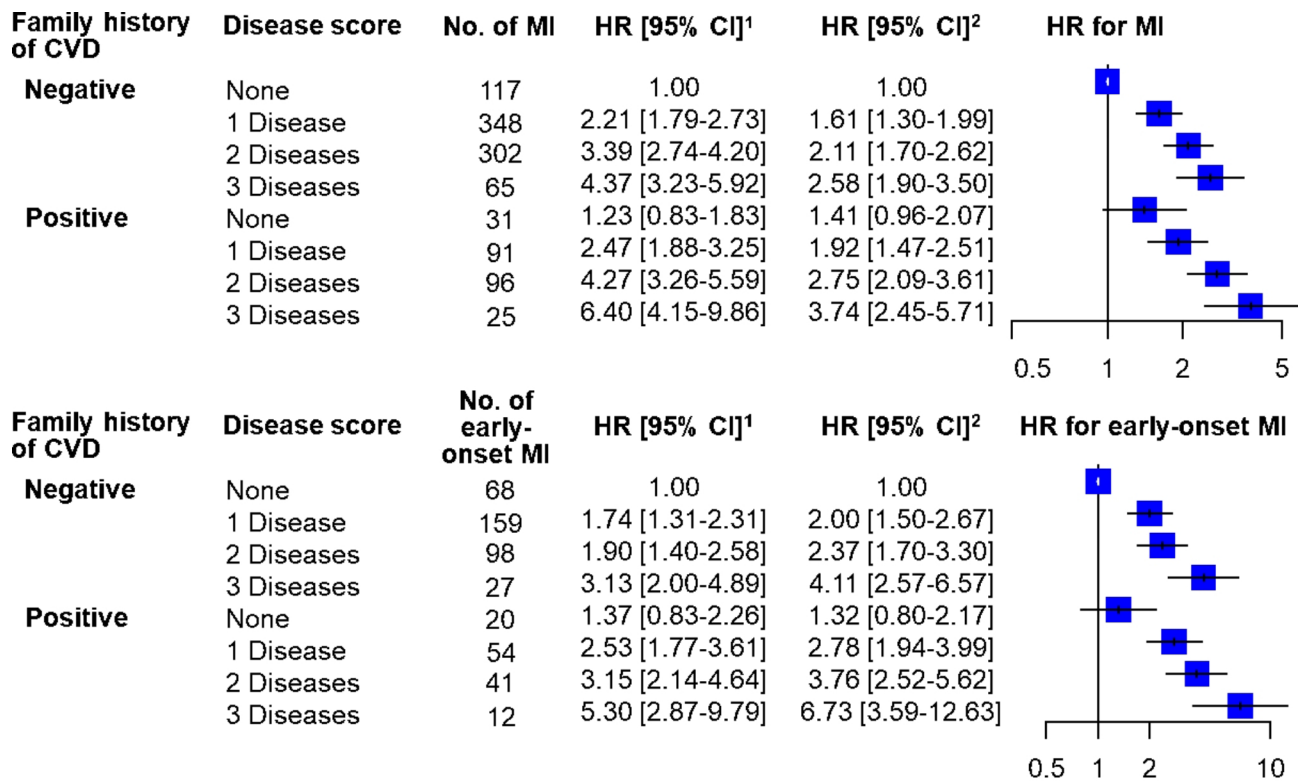 Family history of CVD Disease score No. of MI HR [95% CI]¹ HR [95% CI]² HR for MI
Negative None 117 1.00 1.00
1 Disease 348 2.21 [1.79-2.73] 1.61 [1.30-1.99]
2 Diseases 302 3.39 [2.74-4.20] 2.11 [1.70-2.62]
3 Diseases 65 4.37 [3.23-5.92] 2.58 [1.90-3.50]
Positive None 31 1.23 [0.83-1.83] 1.41 [0.96-2.07]
1 Disease 91 2.47 [1.88-3.25] 1.92 [1.47-2.51]
2 Diseases 96 4.27 [3.26-5.59] 2.75 [2.09-3.61]
3 Diseases 25 6.40 [4.15-9.86] 3.74 [2.45-5.71]
0.5 1 2 5
Family history of CVD Disease score No. of early-onset MI HR [95% CI]¹ HR [95% CI]² HR for early-onset MI
Negative None 68 1.00 1.00
1 Disease 159 1.74 [1.31-2.31] 2.00 [1.50-2.67]
2 Diseases 98 1.90 [1.40-2.58] 2.37 [1.70-3.30]
3 Diseases 27 3.13 [2.00-4.89] 4.11 [2.57-6.57]
Positive None 20 1.37 [0.83-2.26] 1.32 [0.80-2.17]
1 Disease 54 2.53 [1.77-3.61] 2.78 [1.94-3.99]
2 Diseases 41 3.15 [2.14-4.64] 3.76 [2.52-5.62]
3 Diseases 12 5.30 [2.87-9.79] 6.73 [3.59-12.63]
0.5 1 2 10